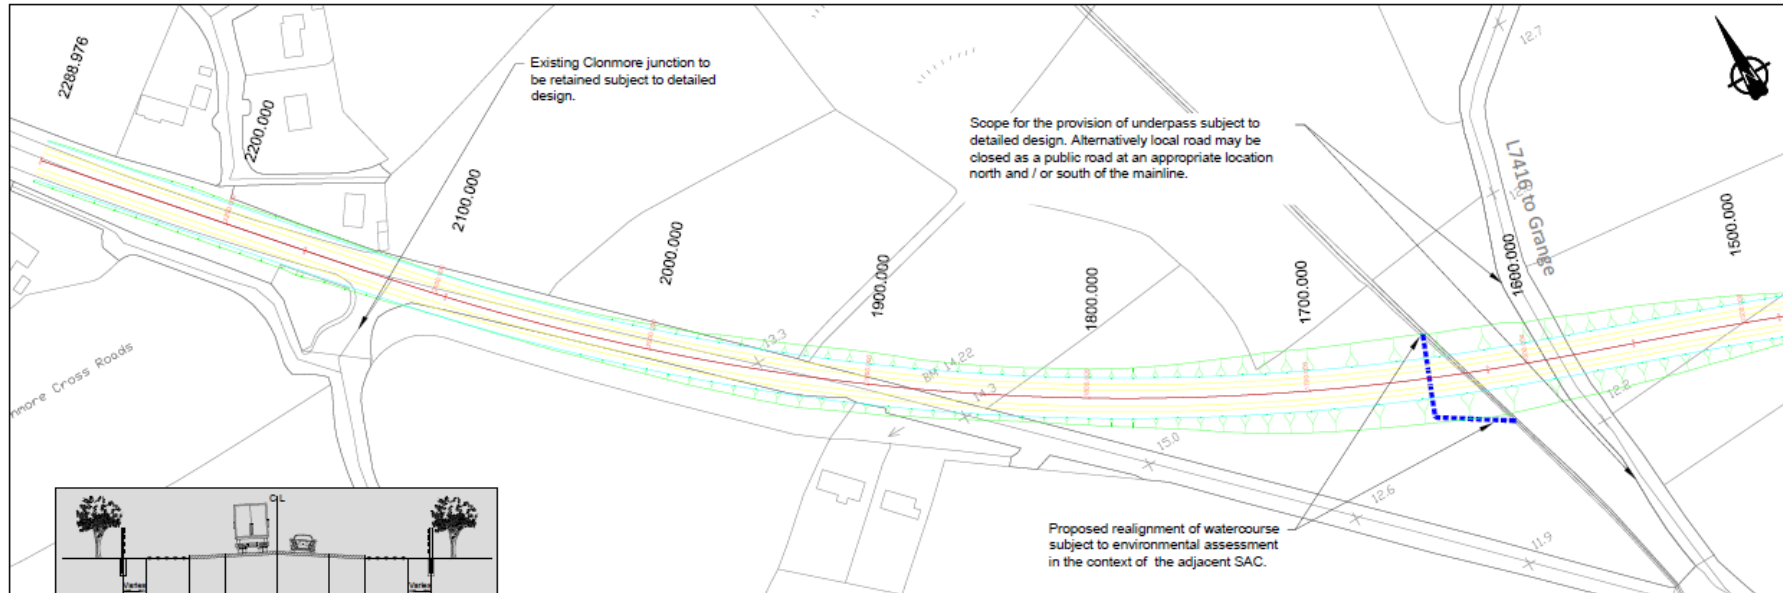 2288.976
2200.000
2100.000
2000.000
1900.000
1800.000
1700.000
1600.000
1500.000
Existing Clonmore junction to
be retained subject to detailed
design.
Scope for the provision of underpass subject to
detailed design. Alternatively local road may be
closed as a public road at an appropriate location
north and / or south of the mainline.
12.7
L7416 to Grange
13.3
BM 14.22
14.3
15.0
12.6
11.9
12.2
nmore Cross Roads
Proposed realignment of watercourse
subject to environmental assessment
in the context of the adjacent SAC.
C L
Varies
Varies